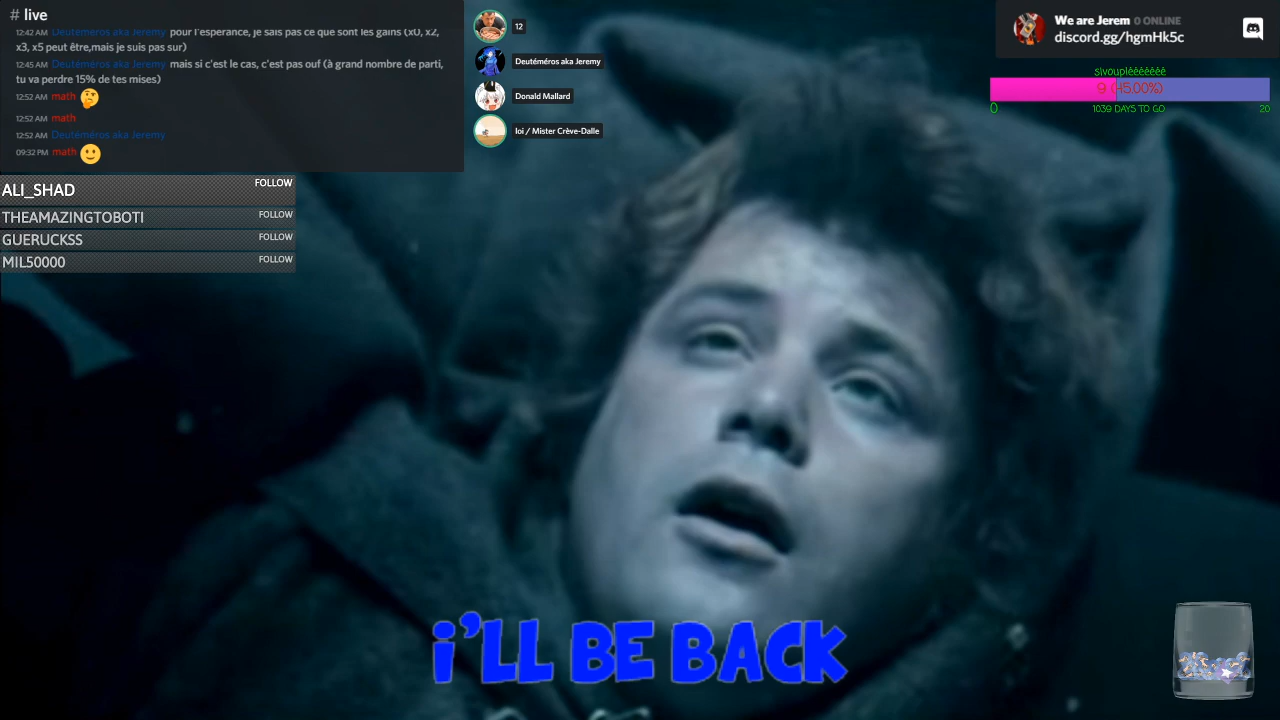 # live
12:42 AM Deutéméros aka Jeremy pour l'esperance, je sais pas ce que sont les gains (x0, x2,
x3, x5 peut être,mais je suis pas sur)
12:45 AM Deutéméros aka Jeremy mais si c'est le cas, c'est pas ouf (à grand nombre de parti,
tu va perdre 15% de tes mises)
12:52 AM math 🤔
12:52 AM math
12:52 AM Deutéméros aka Jeremy
09:32 PM math 🙂
12
Deutéméros aka Jeremy
Donald Mallard
loi / Mister Crève-Dalle
We are Jerem 0 ONLINE
discord.gg/hgmHk5c
sivouplééééééé
9 (45.00%)
0 1039 DAYS TO GO 20
ALI_SHAD FOLLOW
THEAMAZINGTOBOTI FOLLOW
GUERUCKSS FOLLOW
MIL50000 FOLLOW
i'LL BE BACK